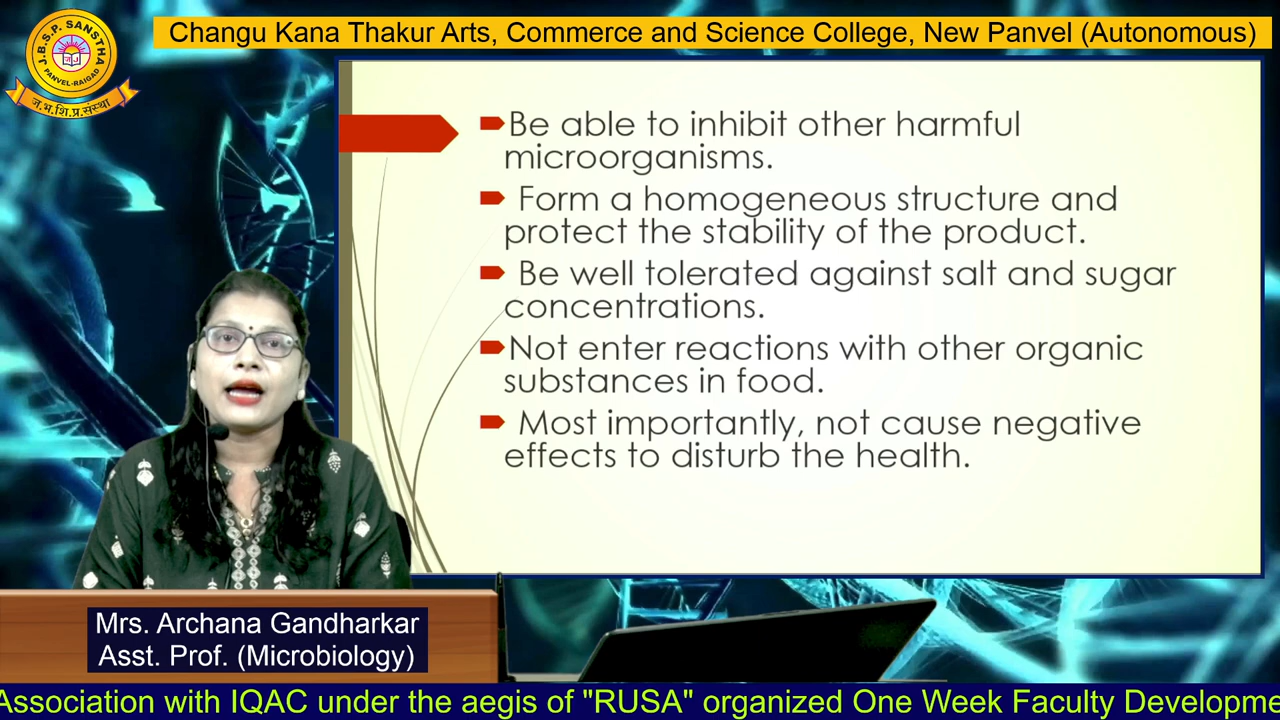 Changu Kana Thakur Arts, Commerce and Science College, New Panvel (Autonomous)
J.B.S.P. SANSTHA
PANVEL-RAIGAD
ज.भ.शि.प्र.संस्था
Be able to inhibit other harmful
microorganisms.
Form a homogeneous structure and
protect the stability of the product.
Be well tolerated against salt and sugar
concentrations.
Not enter reactions with other organic
substances in food.
Most importantly, not cause negative
effects to disturb the health.
Mrs. Archana Gandharkar
Asst. Prof. (Microbiology)
Association with IQAC under the aegis of "RUSA" organized One Week Faculty Developme